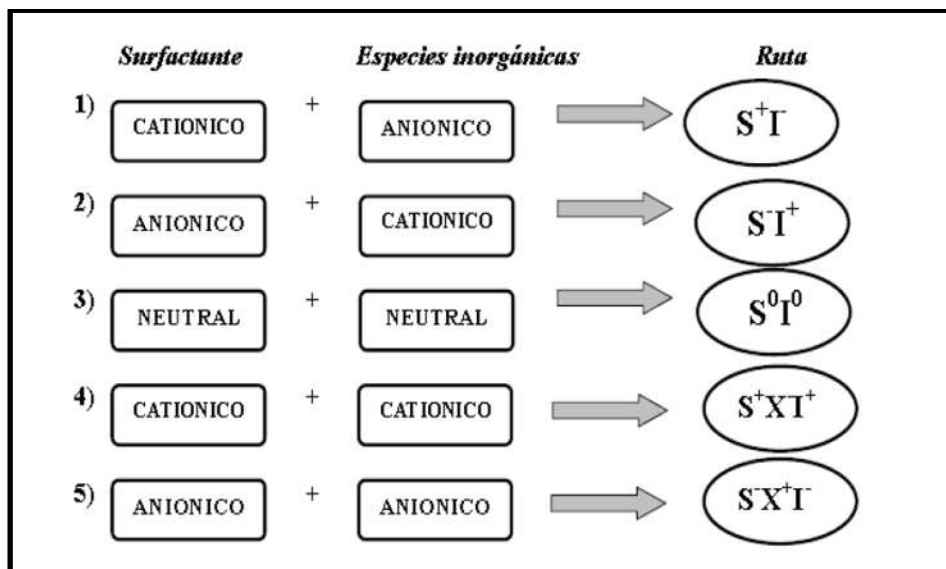 Surfactante Especies inorgánicas Ruta
1) CATIONICO + ANIONICO S⁺I⁻
2) ANIONICO + CATIONICO S⁻I⁺
3) NEUTRAL + NEUTRAL S⁰I⁰
4) CATIONICO + CATIONICO S⁺X⁻I⁺
5) ANIONICO + ANIONICO S⁻X⁺I⁻